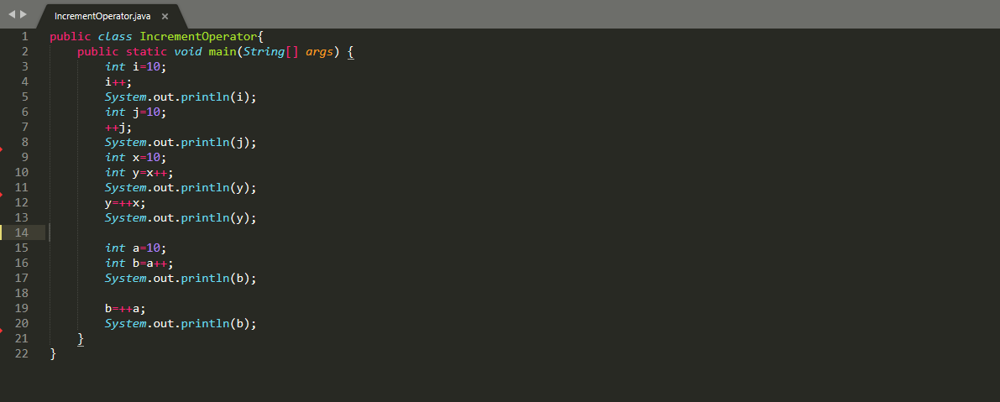 IncrementOperator.java ×
1 public class IncrementOperator{
2 public static void main(String[] args) {
3 int i=10;
4 i++;
5 System.out.println(i);
6 int j=10;
7 ++j;
8 System.out.println(j);
9 int x=10;
10 int y=x++;
11 System.out.println(y);
12 y=++x;
13 System.out.println(y);
14
15 int a=10;
16 int b=a++;
17 System.out.println(b);
18
19 b=++a;
20 System.out.println(b);
21 }
22 }